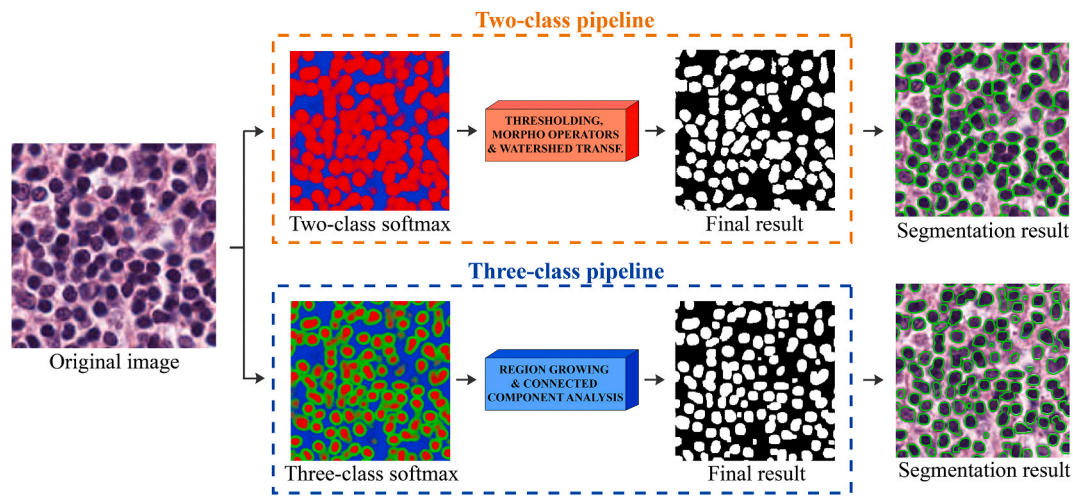 Two-class pipeline
THRESHOLDING,
MORPHO OPERATORS
& WATERSHED TRANSF.
Two-class softmax
Final result
Segmentation result
Original image
Three-class pipeline
REGION GROWING
& CONNECTED
COMPONENT ANALYSIS
Three-class softmax
Final result
Segmentation result